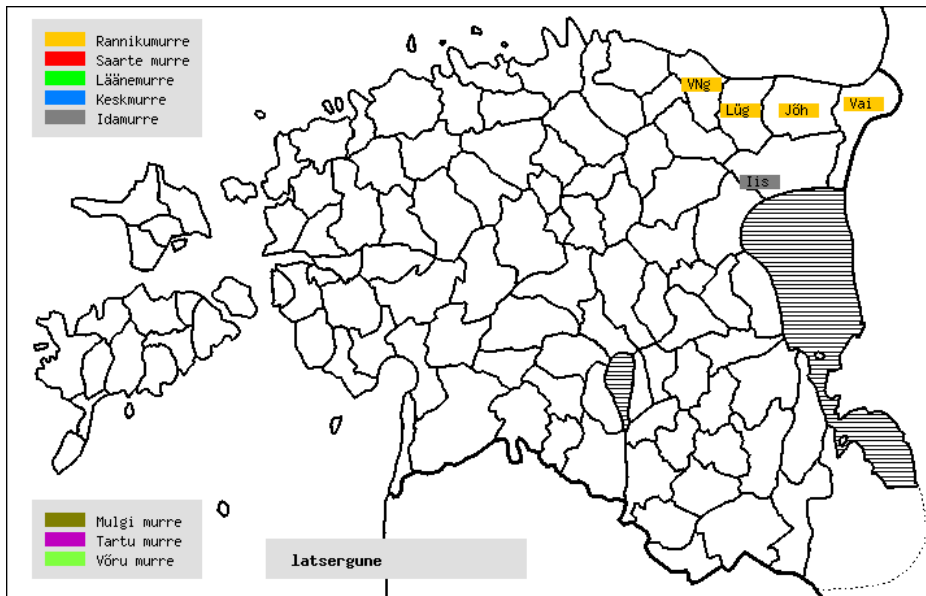 Rannikumurre
Saarte murre
Läänemurre
Keskmurre
Idamurre
VNg
Lüg
Jõh
Vai
Iis
Mulgi murre
Tartu murre
Võru murre
latsergune